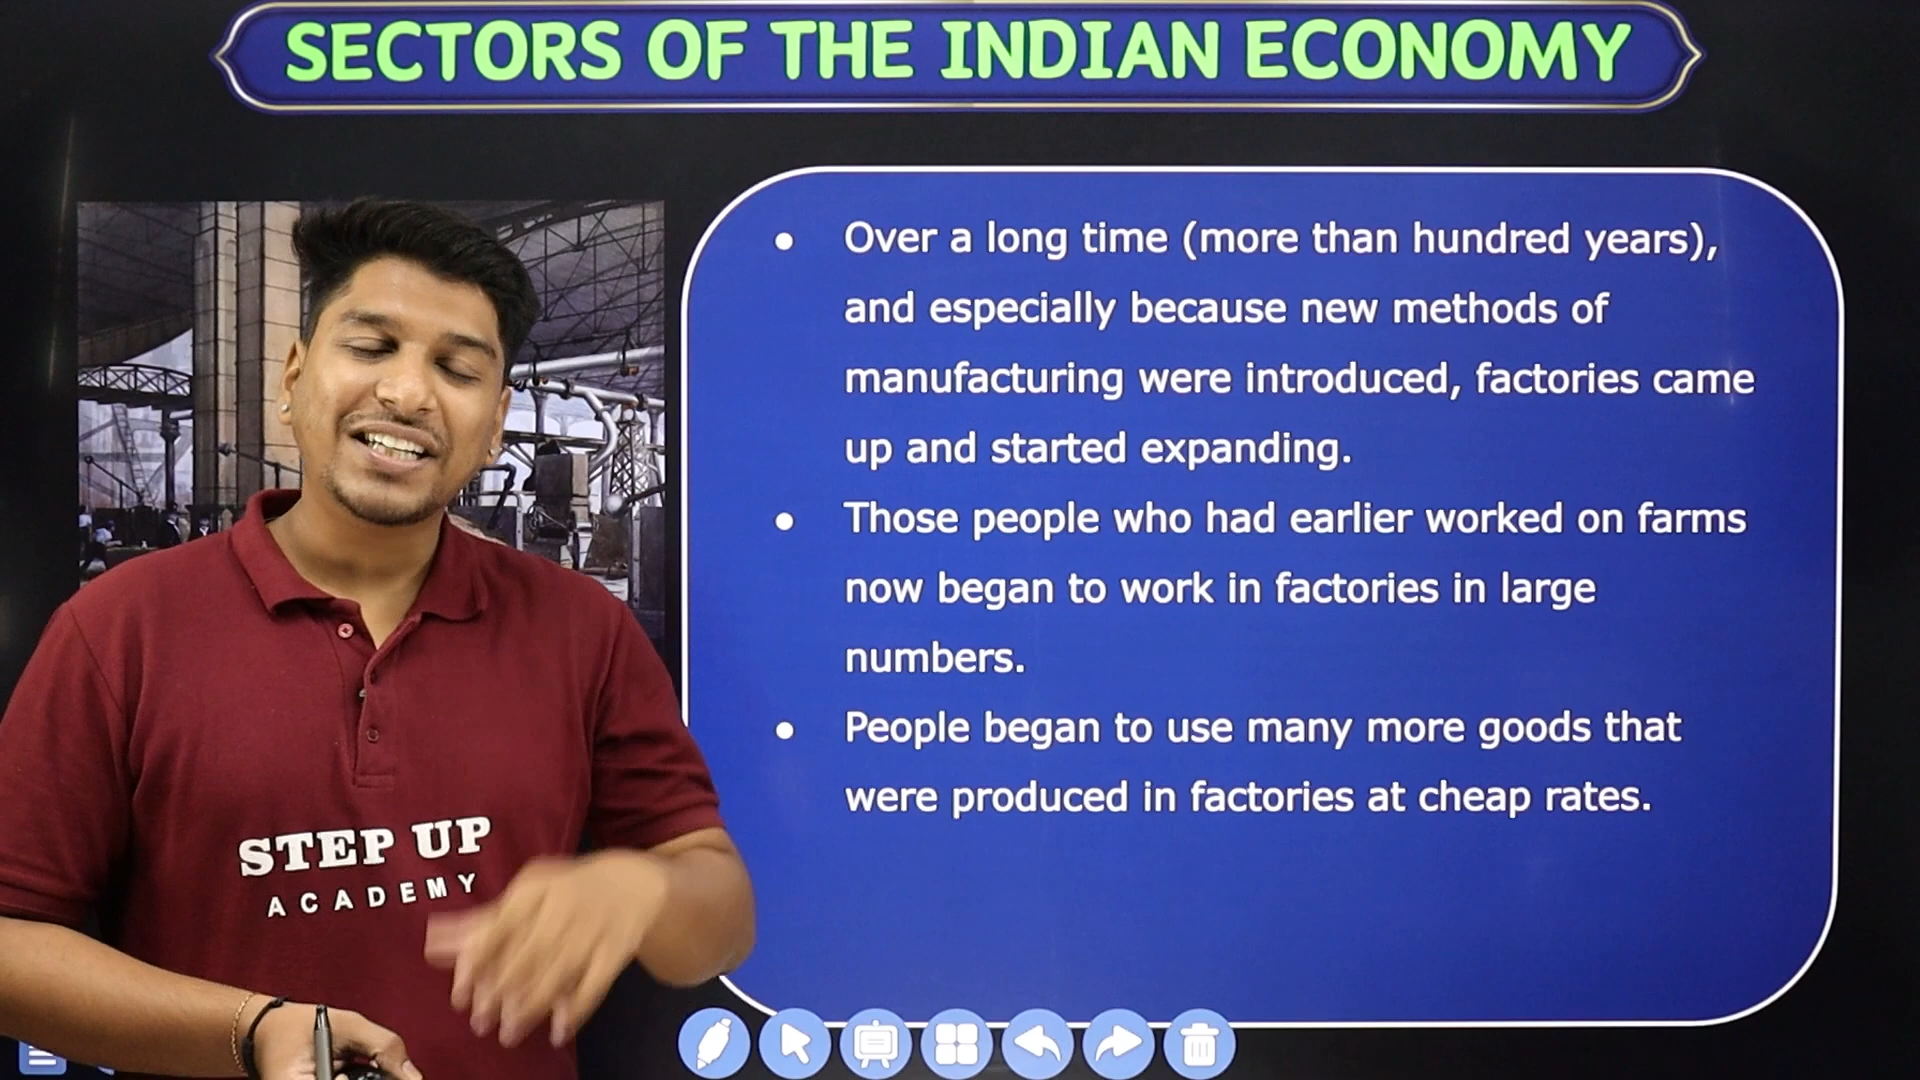 SECTORS OF THE INDIAN ECONOMY
● Over a long time (more than hundred years),
and especially because new methods of
manufacturing were introduced, factories came
up and started expanding.
● Those people who had earlier worked on farms
now began to work in factories in large
numbers.
● People began to use many more goods that
were produced in factories at cheap rates.
STEP UP
ACADEMY